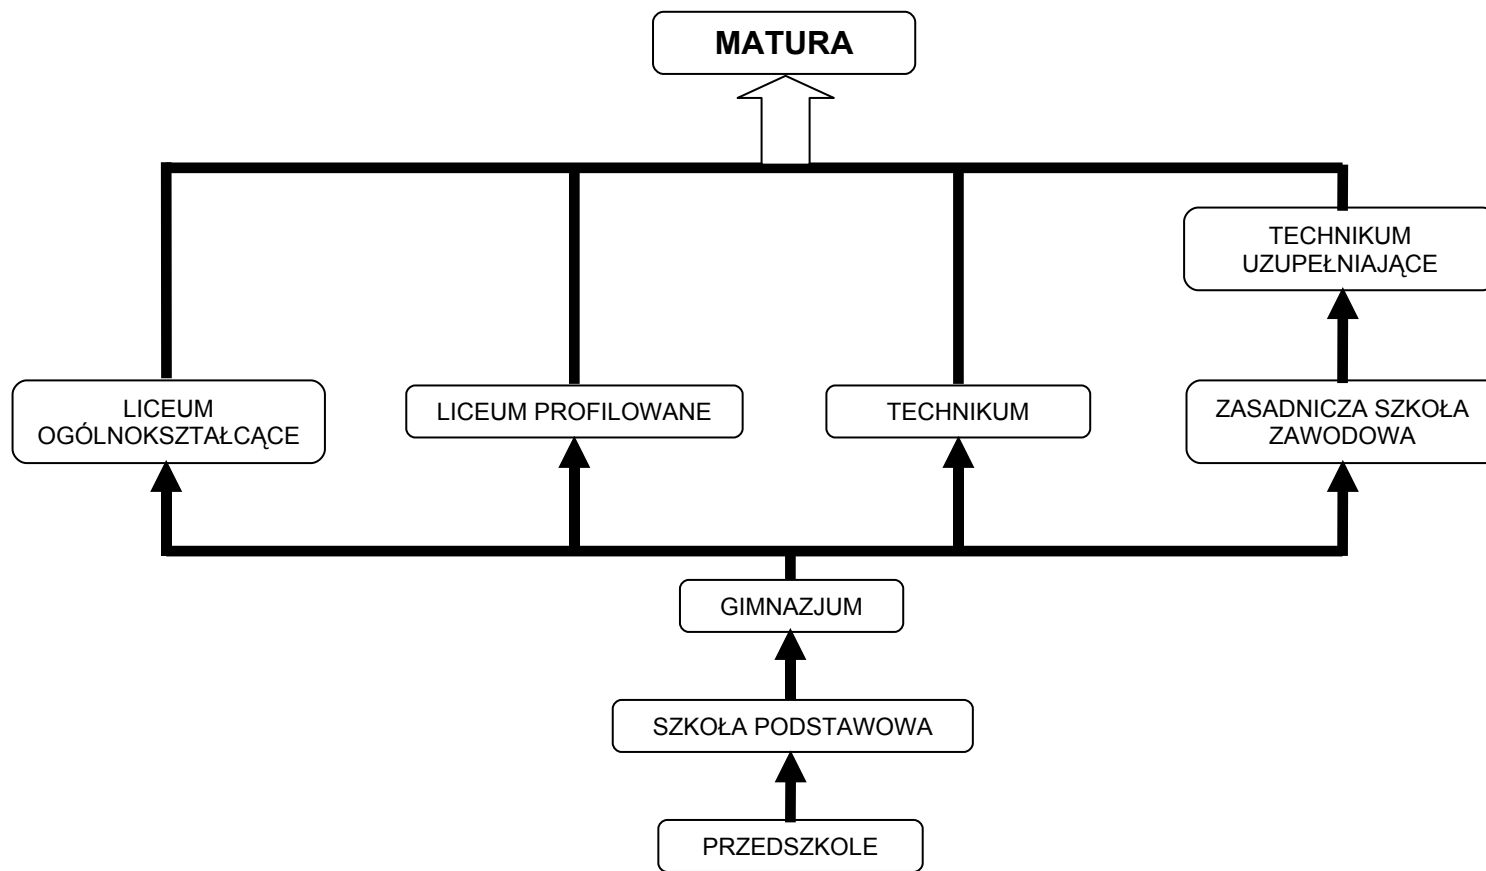 MATURA
TECHNIKUM
UZUPEŁNIAJĄCE
LICEUM
OGÓLNOKSZTAŁCĄCE
LICEUM PROFILOWANE
TECHNIKUM
ZASADNICZA SZKOŁA
ZAWODOWA
GIMNAZJUM
SZKOŁA PODSTAWOWA
PRZEDSZKOLE